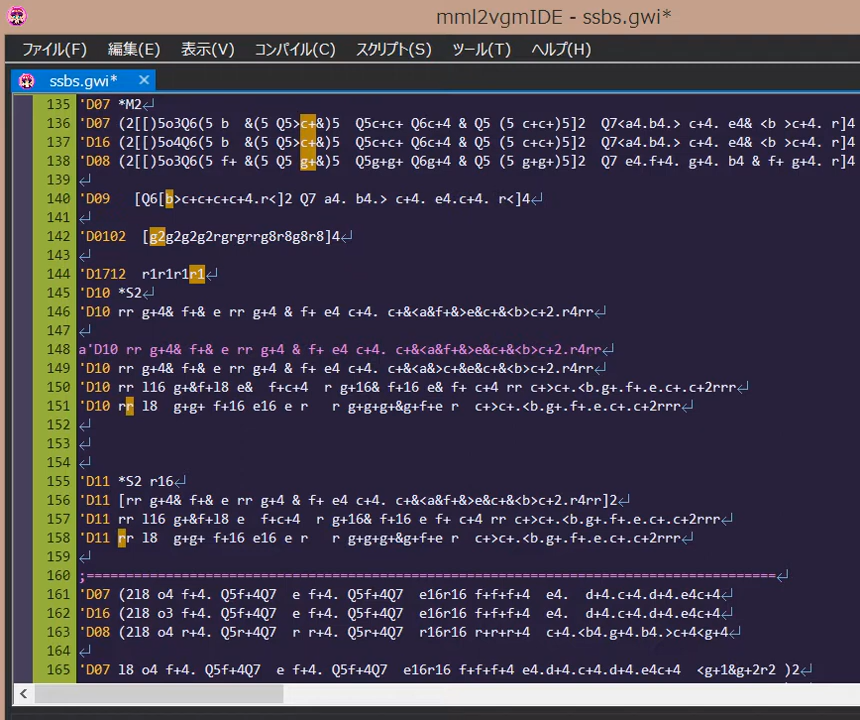 mml2vgmIDE - ssbs.gwi*
ファイル(F) 編集(E) 表示(V) コンパイル(C) スクリプト(S) ツール(T) ヘルプ(H)
ssbs.gwi* ✕
135 'D07 *M2↵
136 'D07 (2[[)5o3Q6(5 b  &(5 Q5>c+&)5  Q5c+c+ Q6c+4 & Q5 (5 c+c+)5]2  Q7<a4.b4.> c+4. e4& <b >c+4. r]4
137 'D16 (2[[)5o4Q6(5 b  &(5 Q5>c+&)5  Q5c+c+ Q6c+4 & Q5 (5 c+c+)5]2  Q7<a4.b4.> c+4. e4& <b >c+4. r]4
138 'D08 (2[[)5o3Q6(5 f+ &(5 Q5 g+&)5  Q5g+g+ Q6g+4 & Q5 (5 g+g+)5]2  Q7 e4.f+4. g+4. b4 & f+ g+4. r]4
139 ↵
140 'D09   [Q6[b>c+c+c+c+4.r<]2 Q7 a4. b4.> c+4. e4.c+4. r<]4↵
141 ↵
142 'D0102  [g2g2g2g2rgrgrrg8r8g8r8]4↵
143 ↵
144 'D1712  r1r1r1r1↵
145 'D10 *S2↵
146 'D10 rr g+4& f+& e rr g+4 & f+ e4 c+4. c+&<a&f+&>e&c+&<b>c+2.r4rr↵
147 ↵
148 a'D10 rr g+4& f+& e rr g+4 & f+ e4 c+4. c+&<a&f+&>e&c+&<b>c+2.r4rr↵
149 'D10 rr g+4& f+& e rr g+4 & f+ e4 c+4. c+&<a&>c+&e&c+&<b>c+2.r4rr↵
150 'D10 rr l16 g+&f+l8 e&  f+c+4  r g+16& f+16 e& f+ c+4 rr c+>c+.<b.g+.f+.e.c+.c+2rrr↵
151 'D10 rr l8  g+g+ f+16 e16 e r   r g+g+g+&g+f+e r  c+>c+.<b.g+.f+.e.c+.c+2rrr↵
152 ↵
153 ↵
154 ↵
155 'D11 *S2 r16↵
156 'D11 [rr g+4& f+& e rr g+4 & f+ e4 c+4. c+&<a&f+&>e&c+&<b>c+2.r4rr]2↵
157 'D11 rr l16 g+&f+l8 e  f+c+4  r g+16& f+16 e f+ c+4 rr c+>c+.<b.g+.f+.e.c+.c+2rrr↵
158 'D11 rr l8  g+g+ f+16 e16 e r   r g+g+g+&g+f+e r  c+>c+.<b.g+.f+.e.c+.c+2rrr↵
159 ↵
160 ;======================================================================================↵
161 'D07 (2l8 o4 f+4. Q5f+4Q7  e f+4. Q5f+4Q7  e16r16 f+f+f+4  e4.  d+4.c+4.d+4.e4c+4↵
162 'D16 (2l8 o3 f+4. Q5f+4Q7  e f+4. Q5f+4Q7  e16r16 f+f+f+4  e4.  d+4.c+4.d+4.e4c+4↵
163 'D08 (2l8 o4 r+4. Q5r+4Q7  r r+4. Q5r+4Q7  r16r16 r+r+r+4  c+4.<b4.g+4.b4.>c+4<g+4↵
164 ↵
165 'D07 l8 o4 f+4. Q5f+4Q7  e f+4. Q5f+4Q7  e16r16 f+f+f+4 e4.d+4.c+4.d+4.e4c+4  <g+1&g+2r2 )2↵